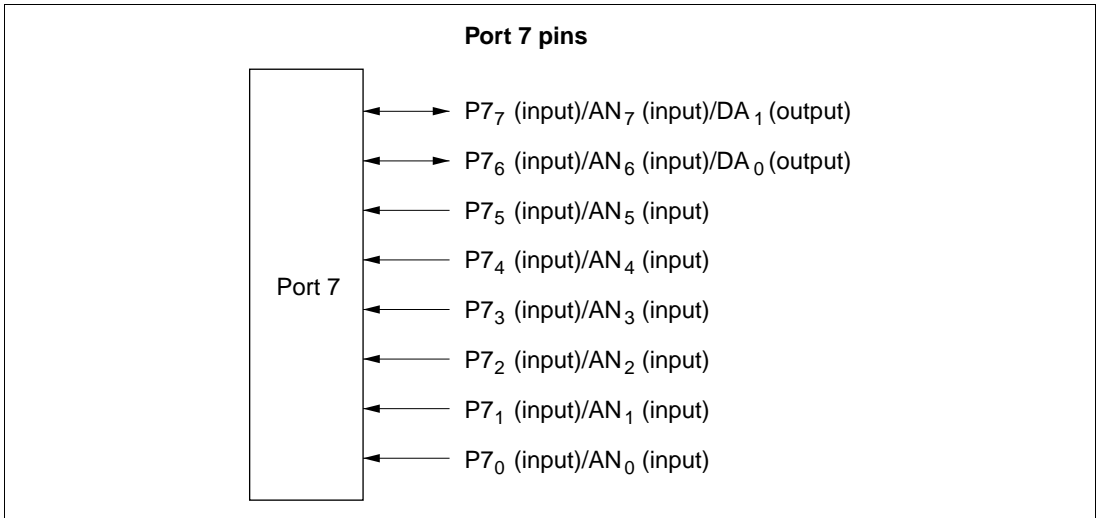 Port 7 pins
P7₇ (input)/AN₇ (input)/DA₁ (output)
P7₆ (input)/AN₆ (input)/DA₀ (output)
P7₅ (input)/AN₅ (input)
P7₄ (input)/AN₄ (input)
Port 7
P7₃ (input)/AN₃ (input)
P7₂ (input)/AN₂ (input)
P7₁ (input)/AN₁ (input)
P7₀ (input)/AN₀ (input)